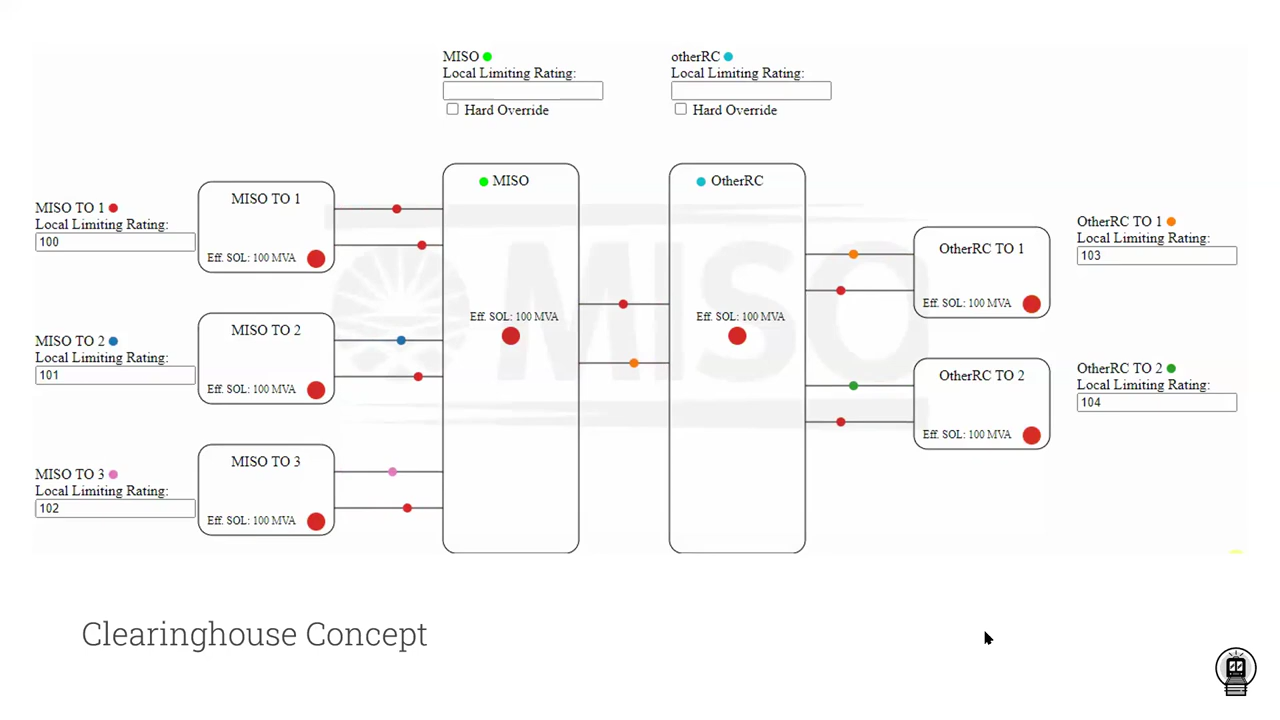 MISO
Local Limiting Rating:
Hard Override
otherRC
Local Limiting Rating:
Hard Override
MISO TO 1
Local Limiting Rating:
100
MISO TO 2
Local Limiting Rating:
101
MISO TO 3
Local Limiting Rating:
102
MISO TO 1
Eff. SOL: 100 MVA
MISO TO 2
Eff. SOL: 100 MVA
MISO TO 3
Eff. SOL: 100 MVA
MISO
Eff. SOL: 100 MVA
OtherRC
Eff. SOL: 100 MVA
MISO
OtherRC TO 1
Eff. SOL: 100 MVA
OtherRC TO 2
Eff. SOL: 100 MVA
OtherRC TO 1
Local Limiting Rating:
103
OtherRC TO 2
Local Limiting Rating:
104
Clearinghouse Concept